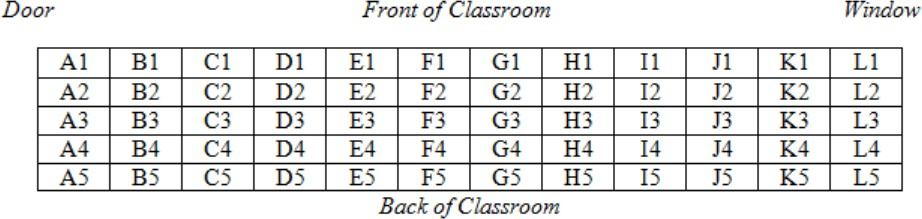 Door Front of Classroom Window
A1 B1 C1 D1 E1 F1 G1 H1 I1 J1 K1 L1
A2 B2 C2 D2 E2 F2 G2 H2 I2 J2 K2 L2
A3 B3 C3 D3 E3 F3 G3 H3 I3 J3 K3 L3
A4 B4 C4 D4 E4 F4 G4 H4 I4 J4 K4 L4
A5 B5 C5 D5 E5 F5 G5 H5 I5 J5 K5 L5
Back of Classroom